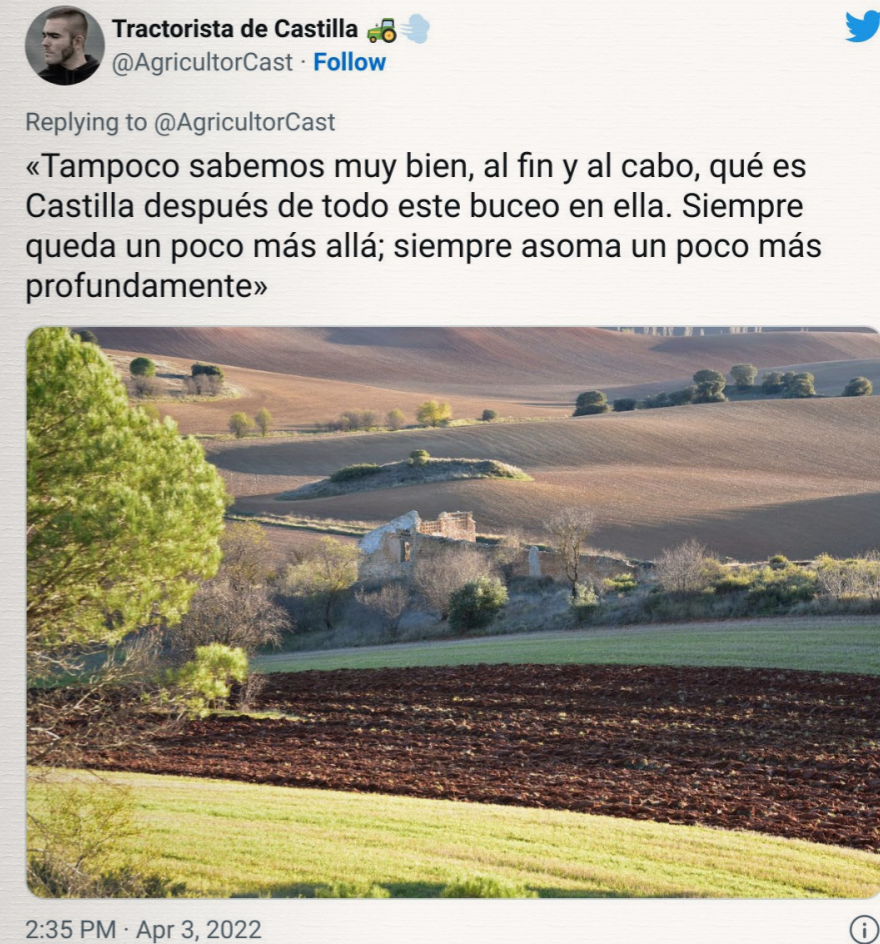 Tractorista de Castilla 🚜💨
@AgricultorCast · Follow
Replying to @AgricultorCast
«Tampoco sabemos muy bien, al fin y al cabo, qué es
Castilla después de todo este buceo en ella. Siempre
queda un poco más allá; siempre asoma un poco más
profundamente»
2:35 PM · Apr 3, 2022